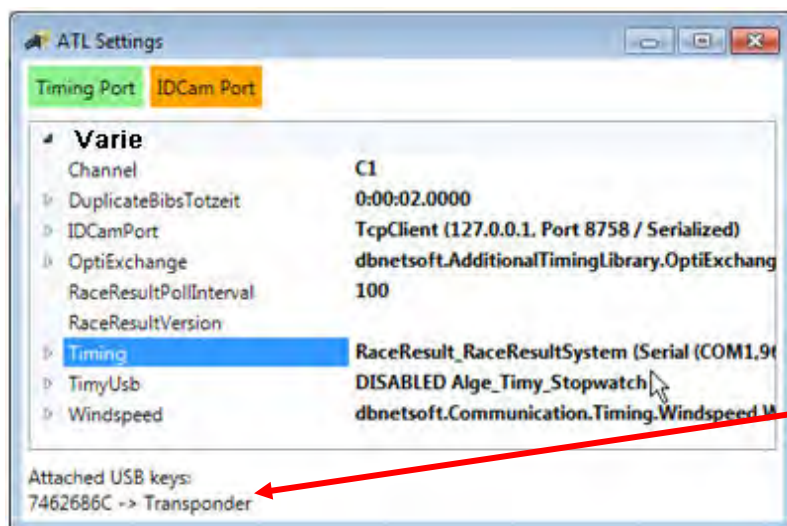 ATL Settings
Timing Port IDCam Port
Varie
Channel C1
DuplicateBibsTotzeit 0:00:02.0000
IDCamPort TcpClient (127.0.0.1, Port 8758 / Serialized)
OptiExchange dbnetsoft.AdditionalTimingLibrary.OptiExchang
RaceResultPollInterval 100
RaceResultVersion
Timing RaceResult_RaceResultSystem (Serial (COM1,96
TimyUsb DISABLED Alge_Timy_Stopwatch
Windspeed dbnetsoft.Communication.Timing.Windspeed.W
Attached USB keys:
7462686C -> Transponder